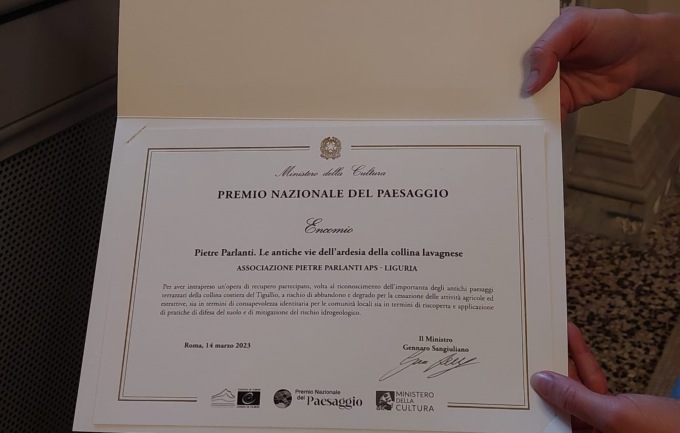 Ministero della Cultura
PREMIO NAZIONALE DEL PAESAGGIO
Encomio
Pietre Parlanti. Le antiche vie dell'ardesia della collina lavagnese
ASSOCIAZIONE PIETRE PARLANTI APS - LIGURIA
Per aver intrapreso un'opera di recupero partecipato, volta al riconoscimento dell'importanza degli antichi paesaggi
terrazzati della collina costiera del Tigullio, a rischio di abbandono e degrado per la cessazione delle attività agricole ed
estrattive, sia in termini di consapevolezza identitaria per le comunità locali sia in termini di riscoperta e applicazione
di pratiche di difesa del suolo e di mitigazione del rischio idrogeologico.
Roma, 14 marzo 2023
Il Ministro
Gennaro Sangiuliano
Premio Nazionale
del Paesaggio
MINISTERO
DELLA
CULTURA